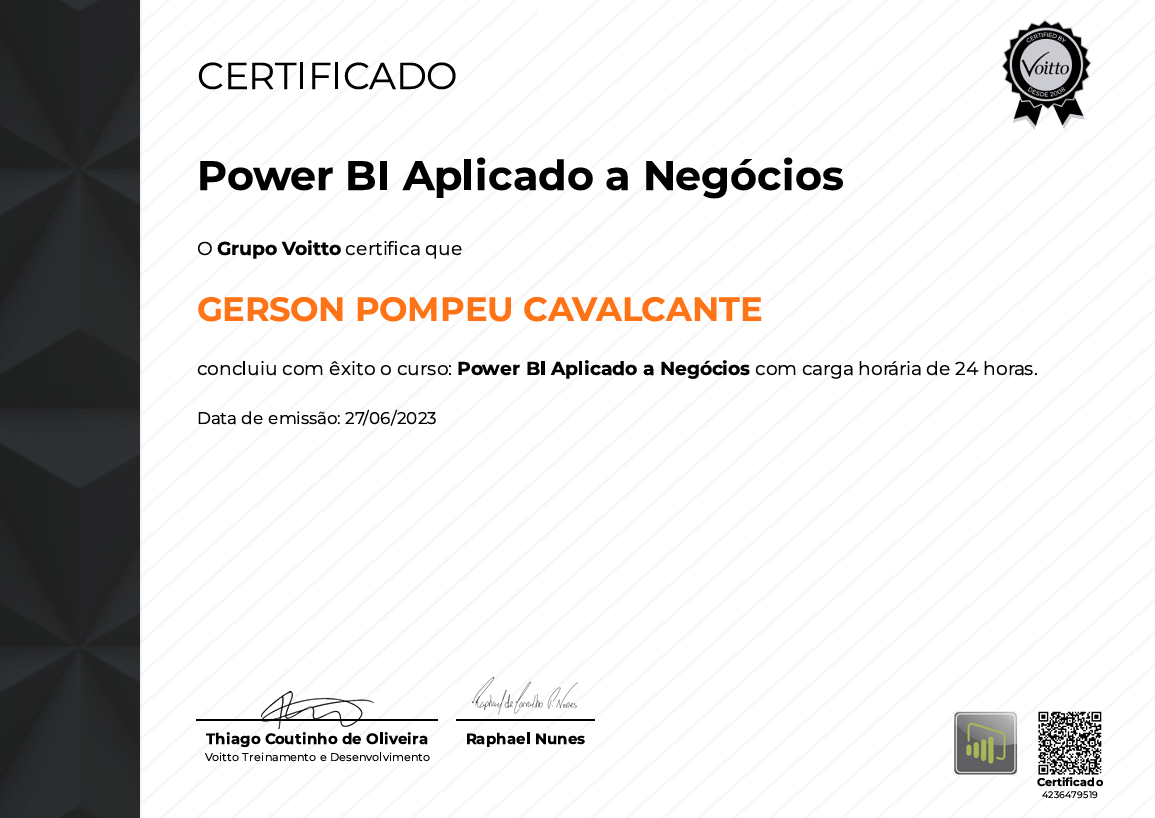 CERTIFICADO
CERTIFIED BY
Voitto
DESDE 2008
Power BI Aplicado a Negócios
O Grupo Voitto certifica que
GERSON POMPEU CAVALCANTE
concluiu com êxito o curso: Power BI Aplicado a Negócios com carga horária de 24 horas.
Data de emissão: 27/06/2023
Raphael de Carvalho P. Nunes
Thiago Coutinho de Oliveira
Voitto Treinamento e Desenvolvimento
Raphael Nunes
Certificado
4236479519